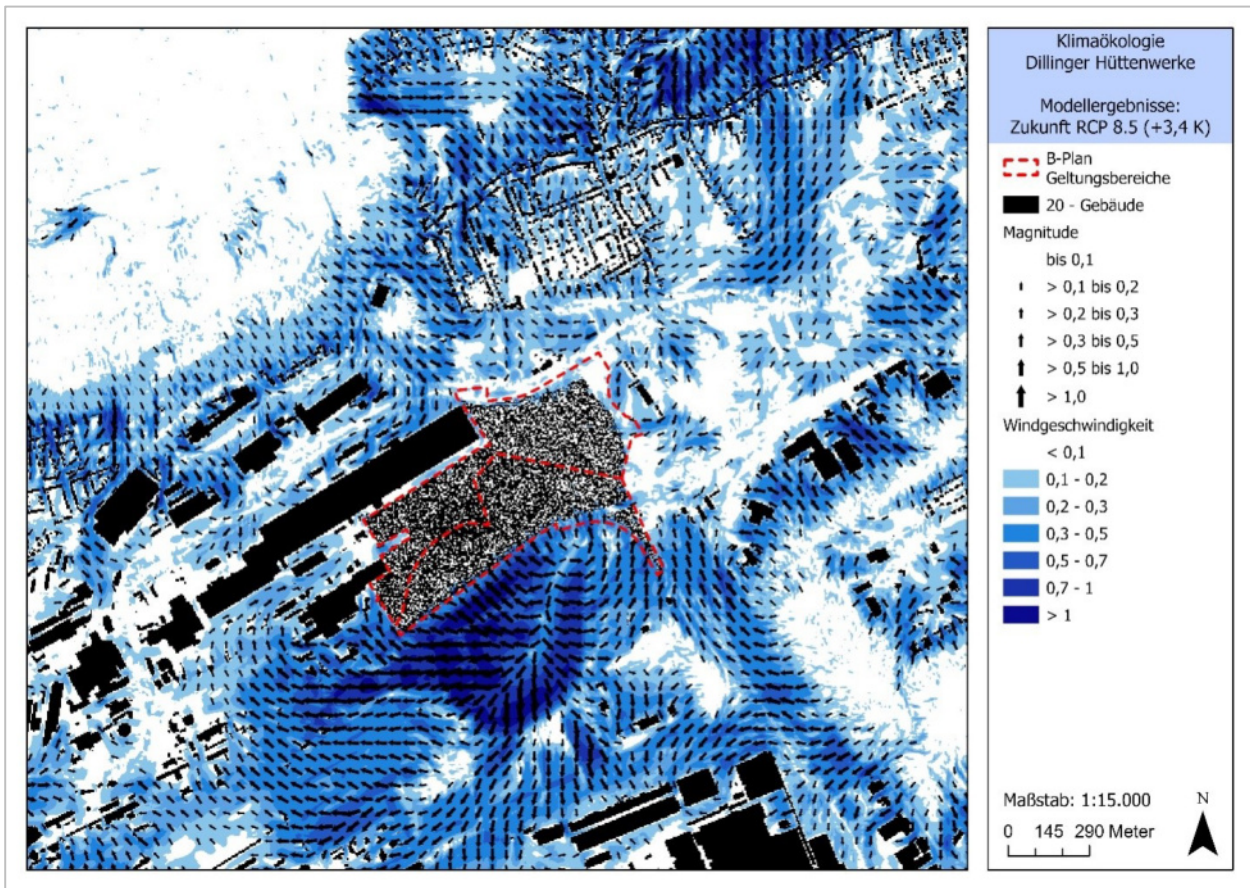 Klimaökologie
Dillinger Hüttenwerke
Modellergebnisse:
Zukunft RCP 8.5 (+3,4 K)
B-Plan
Geltungsbereiche
20 - Gebäude
Magnitude
bis 0,1
> 0,1 bis 0,2
> 0,2 bis 0,3
> 0,3 bis 0,5
> 0,5 bis 1,0
> 1,0
Windgeschwindigkeit
< 0,1
0,1 - 0,2
0,2 - 0,3
0,3 - 0,5
0,5 - 0,7
0,7 - 1
> 1
Maßstab: 1:15.000
N
0 145 290 Meter